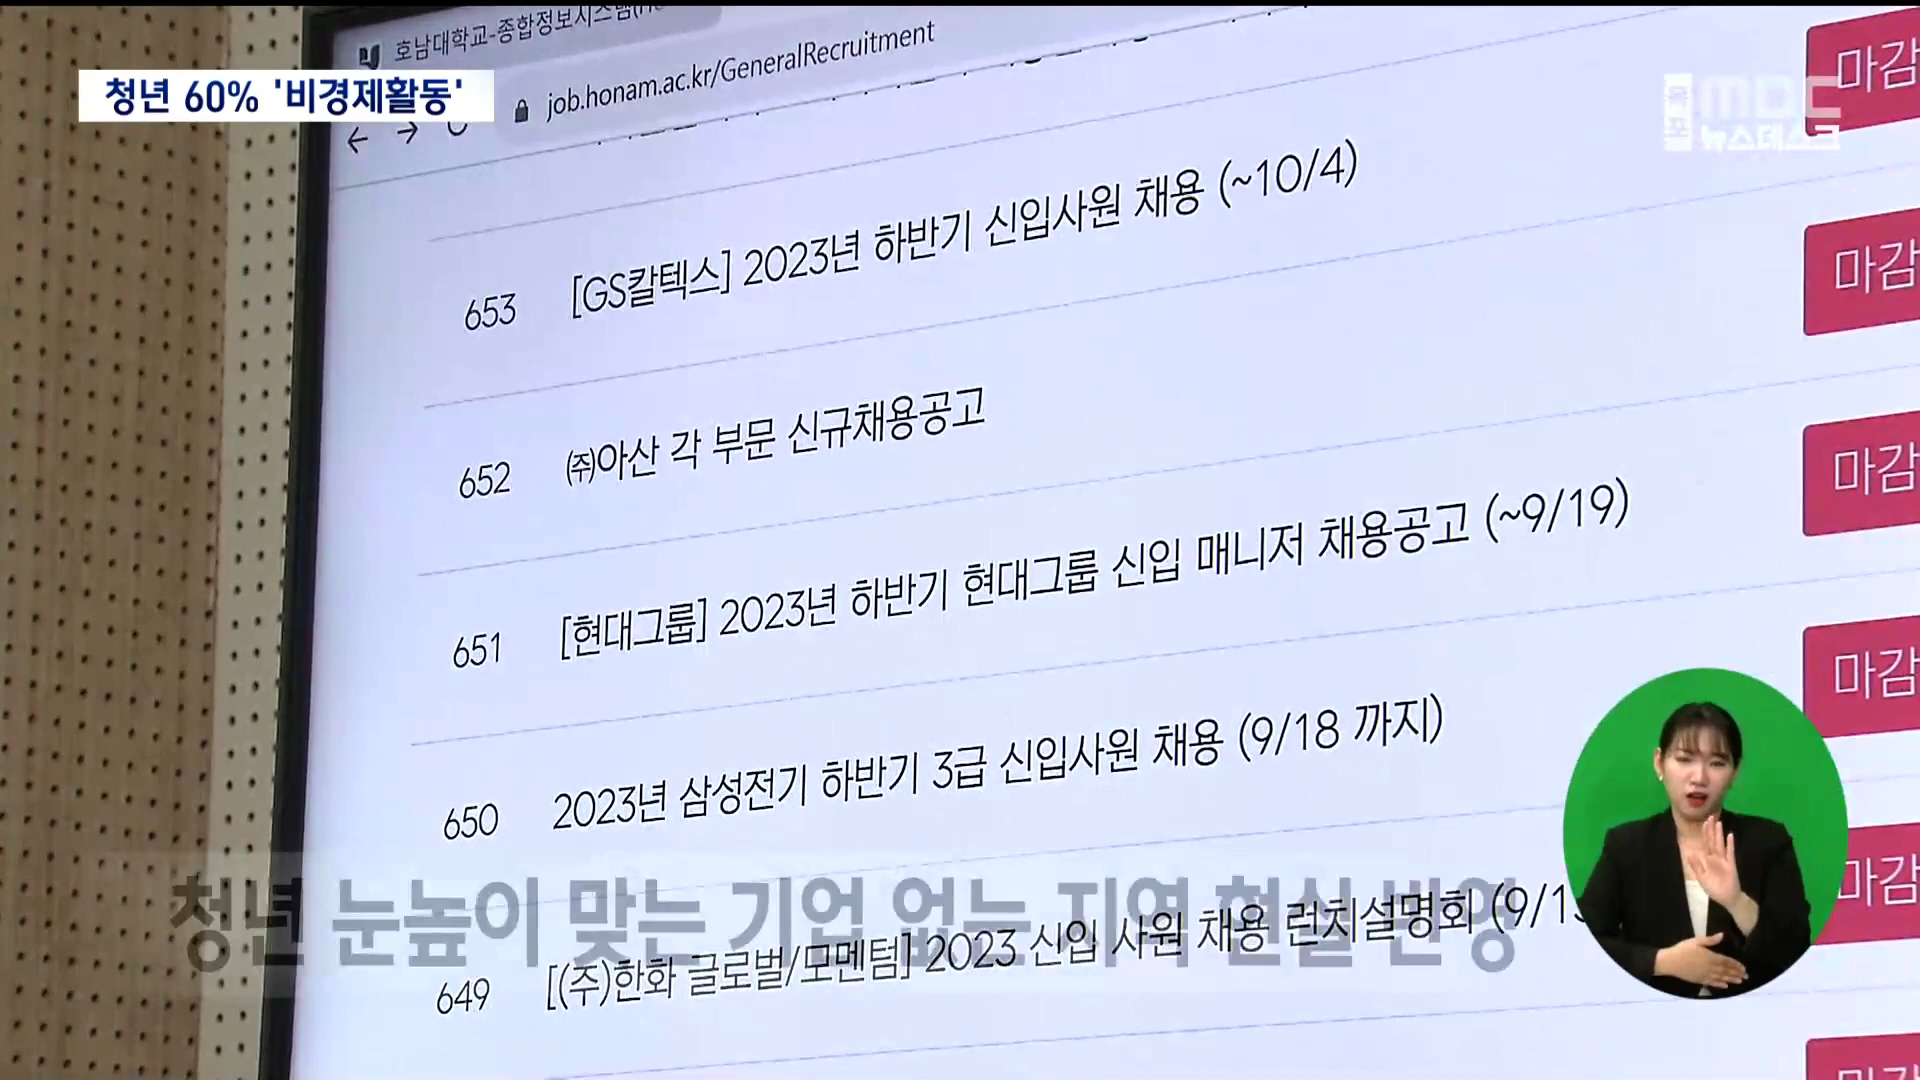 호남대학교-종합정보시스템(H
청년 60% '비경제활동'
job.honam.ac.kr/GeneralRecruitment
목포 MBC
뉴스데스크
마감
653 [GS칼텍스] 2023년 하반기 신입사원 채용 (~10/4)
마감
652 ㈜아산 각 부문 신규채용공고
마감
651 [현대그룹] 2023년 하반기 현대그룹 신입 매니저 채용공고 (~9/19)
마감
650 2023년 삼성전기 하반기 3급 신입사원 채용 (9/18 까지)
마감
청년 눈높이 맞는 기업 없는 지역 현실 반영
649 [(주)한화 글로벌/모멘텀] 2023 신입 사원 채용 런치설명회 (9/1